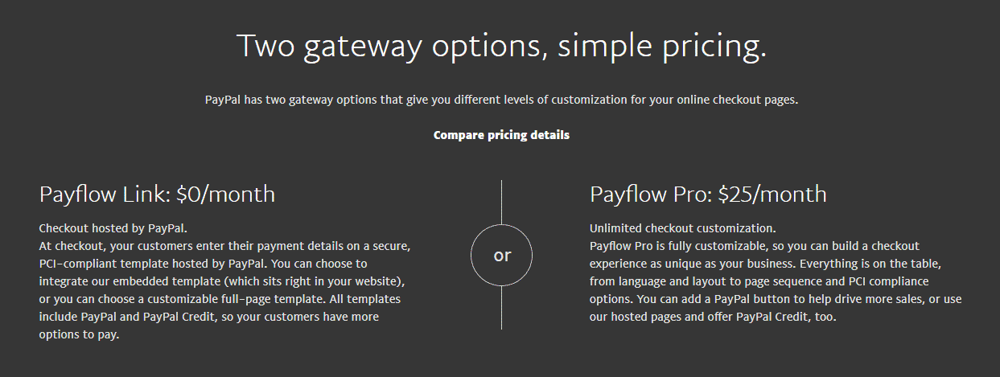 Two gateway options, simple pricing.
PayPal has two gateway options that give you different levels of customization for your online checkout pages.
Compare pricing details
Payflow Link: $0/month
Checkout hosted by PayPal.
At checkout, your customers enter their payment details on a secure,
PCI-compliant template hosted by PayPal. You can choose to
integrate our embedded template (which sits right in your website),
or you can choose a customizable full-page template. All templates
include PayPal and PayPal Credit, so your customers have more
options to pay.
or
Payflow Pro: $25/month
Unlimited checkout customization.
Payflow Pro is fully customizable, so you can build a checkout
experience as unique as your business. Everything is on the table,
from language and layout to page sequence and PCI compliance
options. You can add a PayPal button to help drive more sales, or use
our hosted pages and offer PayPal Credit, too.